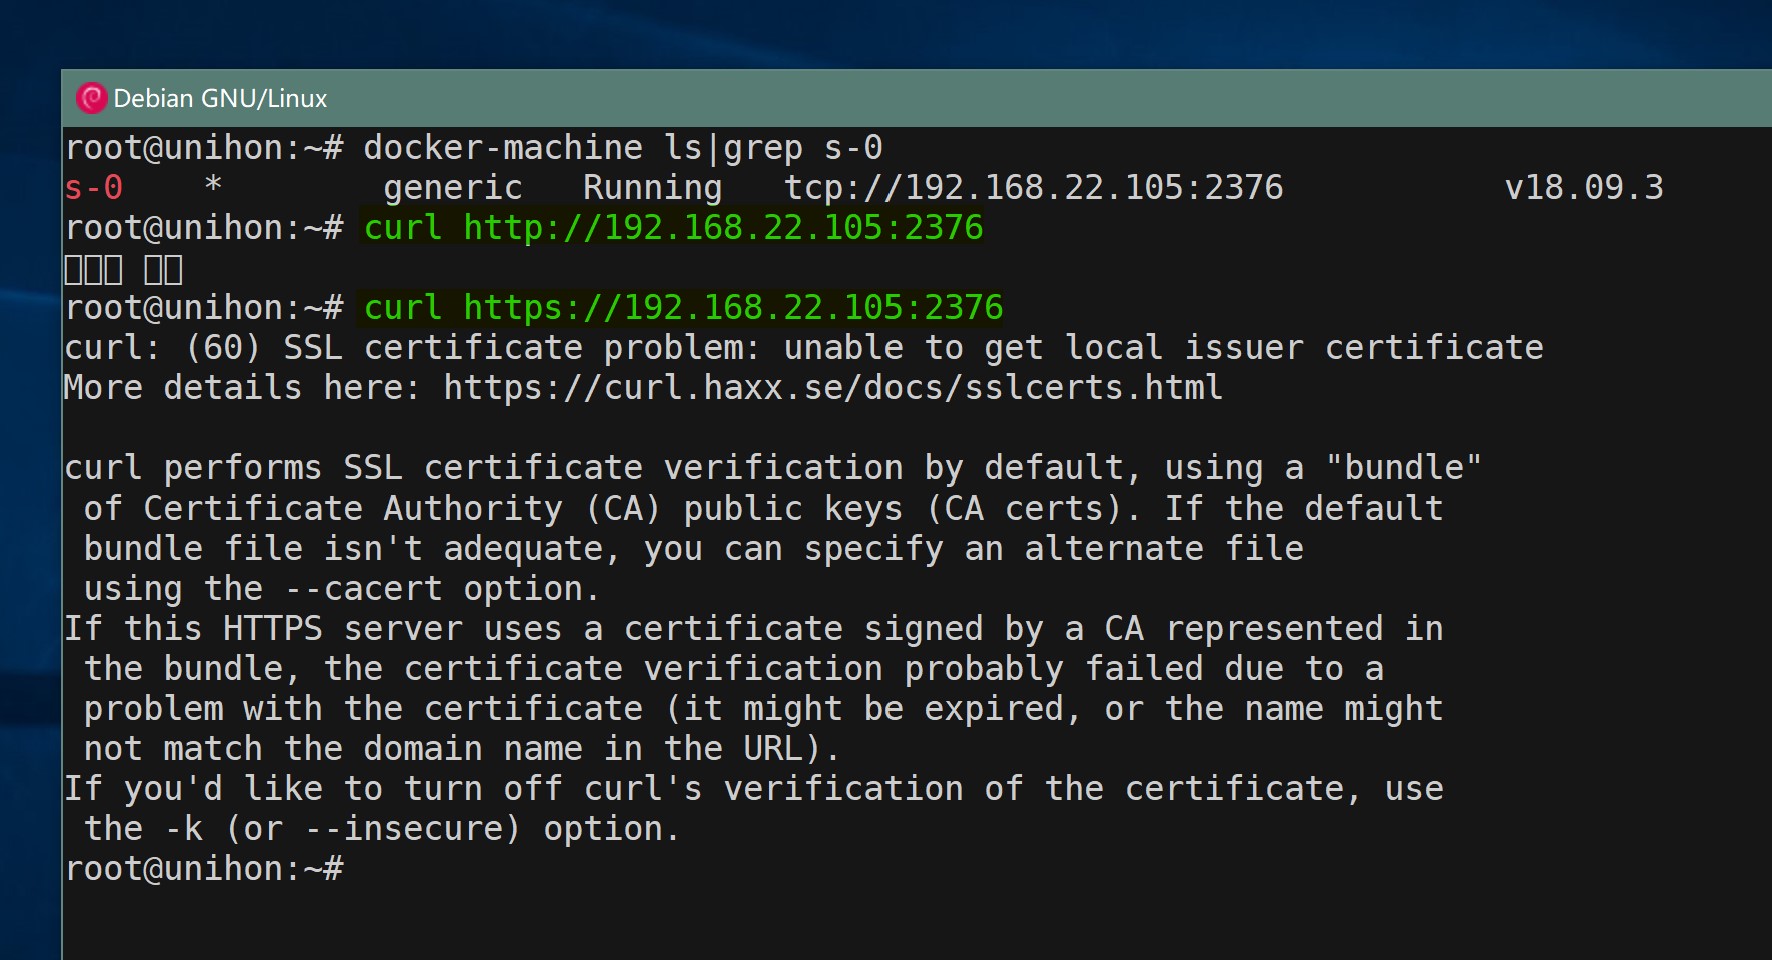 Debian GNU/Linux
root@unihon:~# docker-machine ls|grep s-0
s-0    *        generic   Running   tcp://192.168.22.105:2376           v18.09.3
root@unihon:~# curl http://192.168.22.105:2376
root@unihon:~# curl https://192.168.22.105:2376
curl: (60) SSL certificate problem: unable to get local issuer certificate
More details here: https://curl.haxx.se/docs/sslcerts.html
curl performs SSL certificate verification by default, using a "bundle"
 of Certificate Authority (CA) public keys (CA certs). If the default
 bundle file isn't adequate, you can specify an alternate file
 using the --cacert option.
If this HTTPS server uses a certificate signed by a CA represented in
 the bundle, the certificate verification probably failed due to a
 problem with the certificate (it might be expired, or the name might
 not match the domain name in the URL).
If you'd like to turn off curl's verification of the certificate, use
 the -k (or --insecure) option.
root@unihon:~#